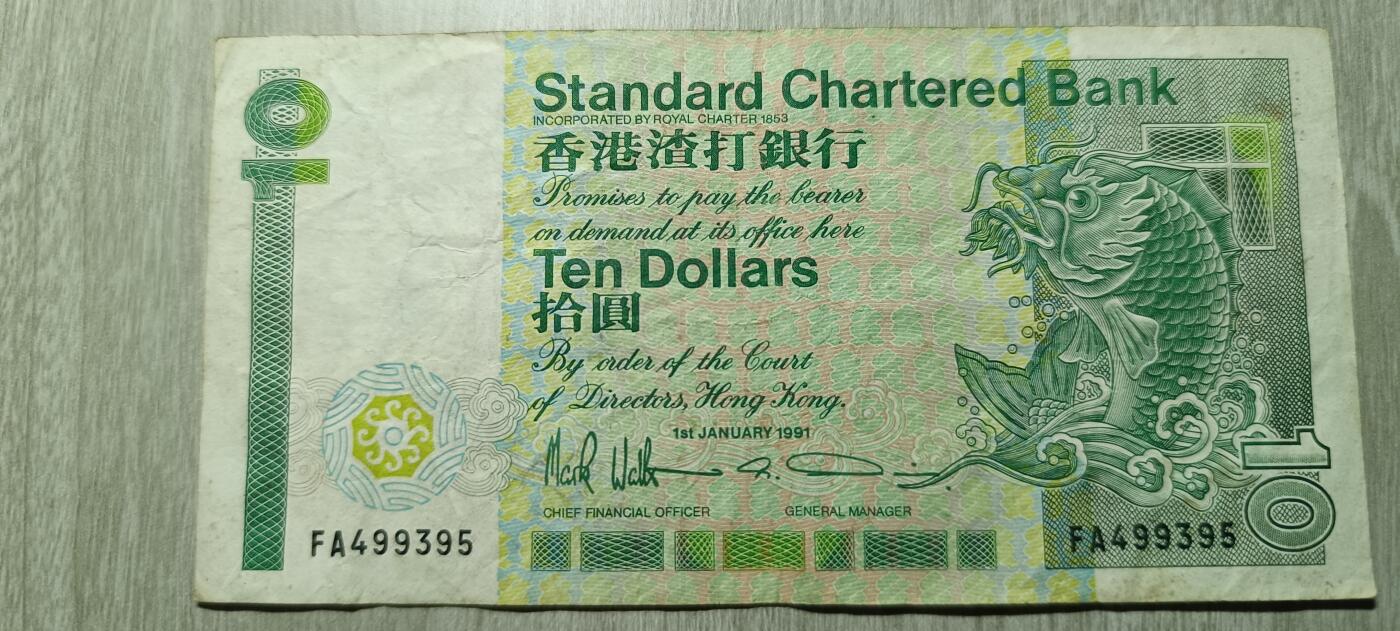 10
Standard Chartered Bank
INCORPORATED BY ROYAL CHARTER 1853
香港渣打銀行
Promises to pay the bearer
on demand at its office here
Ten Dollars
拾圓
By order of the Court
of Directors, Hong Kong.
1st JANUARY 1991
CHIEF FINANCIAL OFFICER GENERAL MANAGER
FA499395 FA499395
10